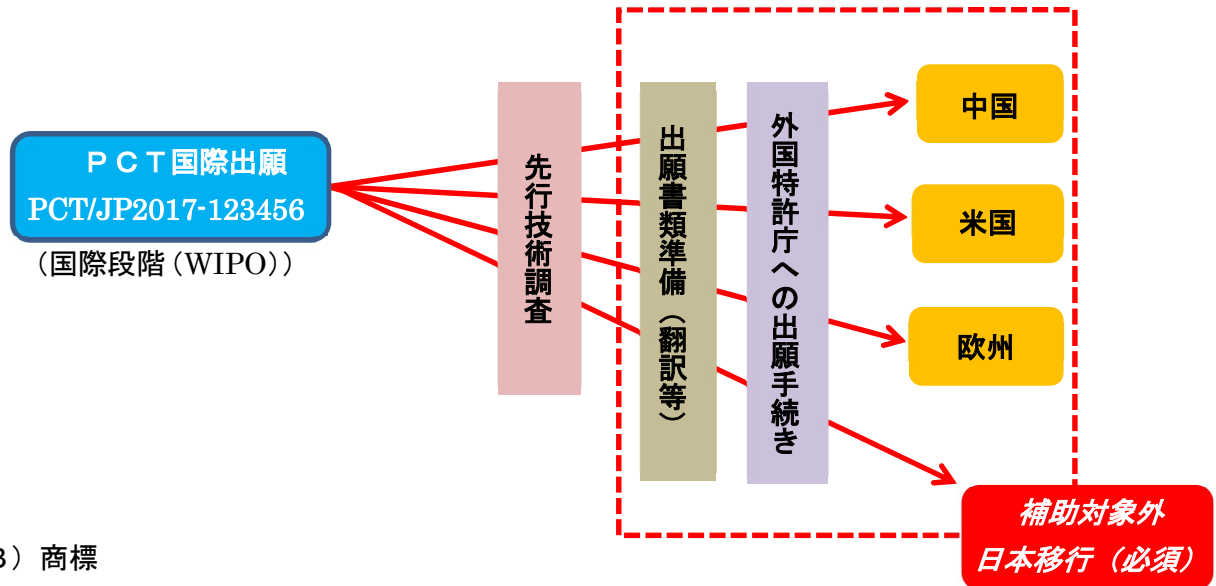 ＰＣＴ国際出願
PCT/JP2017-123456
（国際段階（WIPO））
先行技術調査
出願書類準備（翻訳等）
外国特許庁への出願手続き
中国
米国
欧州
補助対象外
日本移行（必須）
３）商標